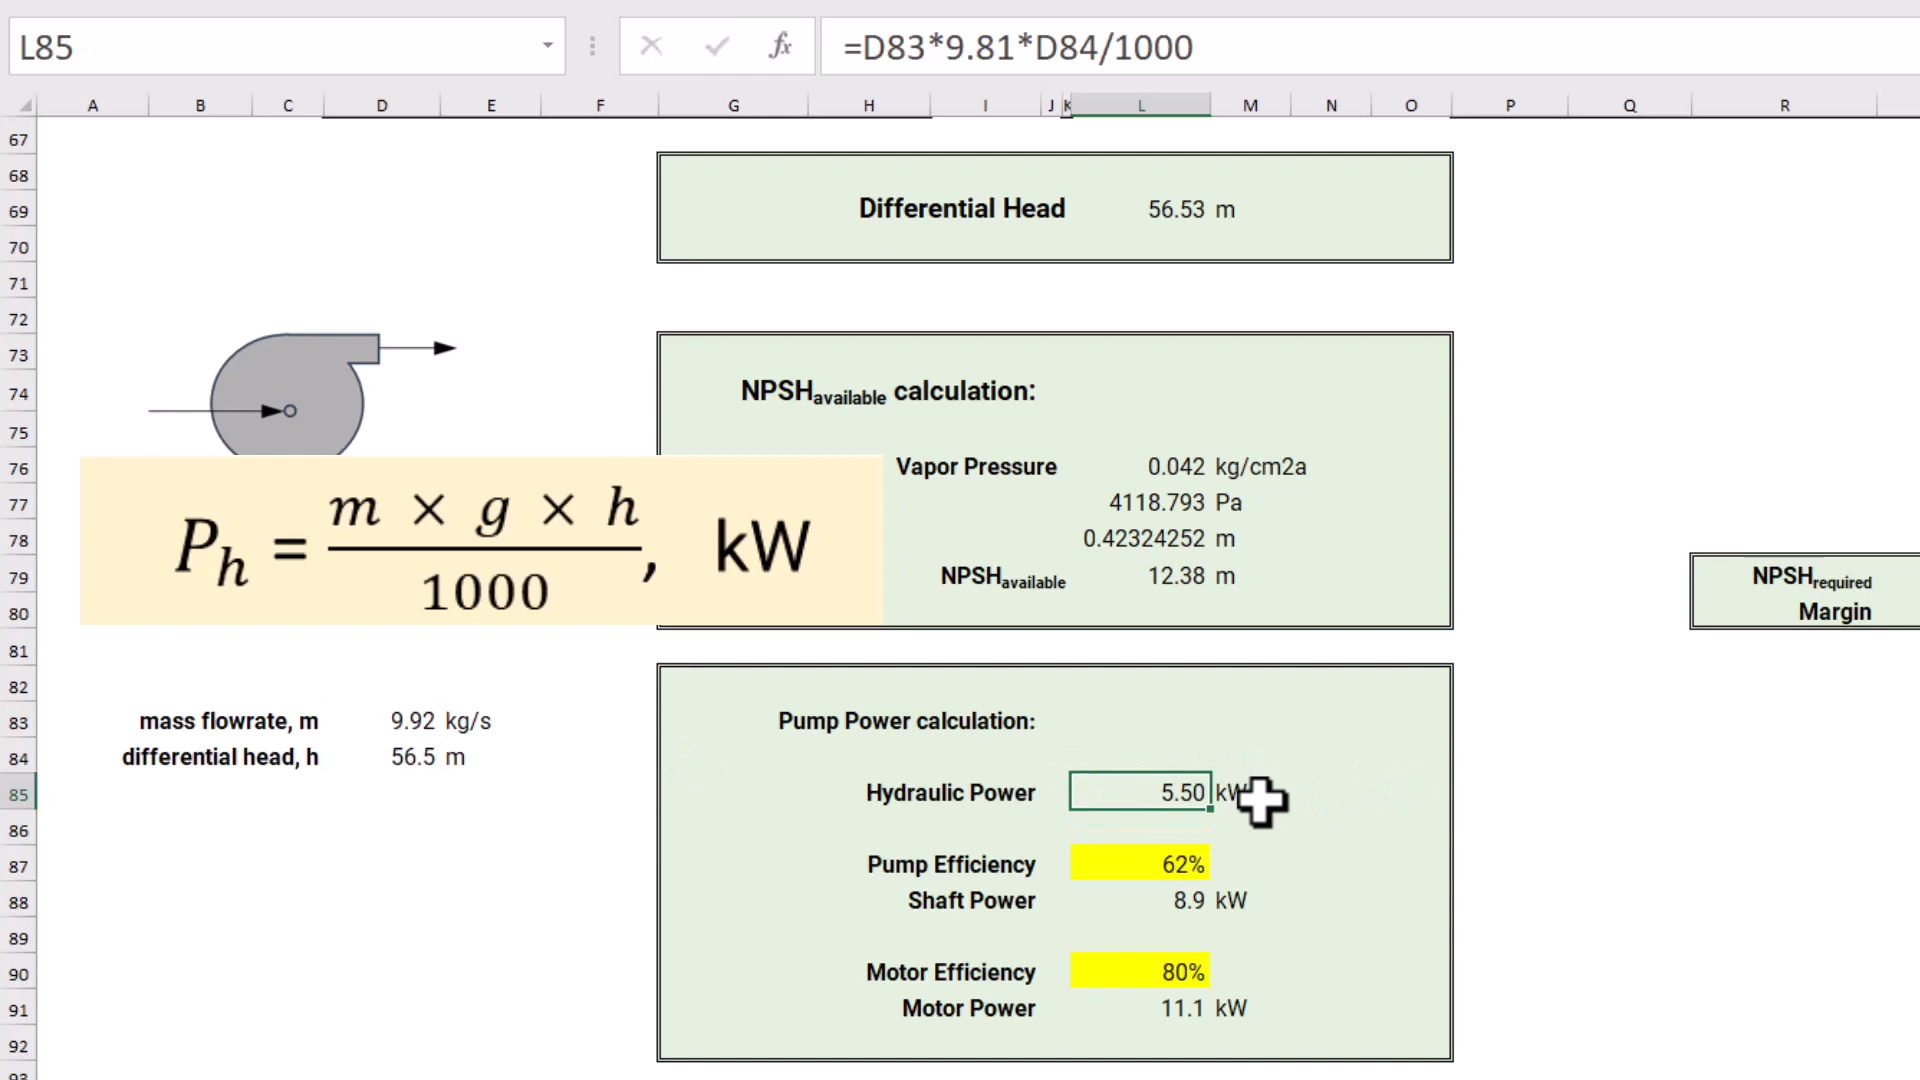 L85
fx =D83*9.81*D84/1000
A B C D E F G H I J K L M N O P Q R
67
68
69 Differential Head 56.53 m
70
71
72
73
74 NPSHavailable calculation:
75
76 Vapor Pressure 0.042 kg/cm2a
77 4118.793 Pa
78 0.42324252 m
79 NPSHavailable 12.38 m NPSHrequired
80 Margin
Ph = m × g × h / 1000 , kW
81
82
83 mass flowrate, m 9.92 kg/s Pump Power calculation:
84 differential head, h 56.5 m
85 Hydraulic Power 5.50 kW
86
87 Pump Efficiency 62%
88 Shaft Power 8.9 kW
89
90 Motor Efficiency 80%
91 Motor Power 11.1 kW
92
93